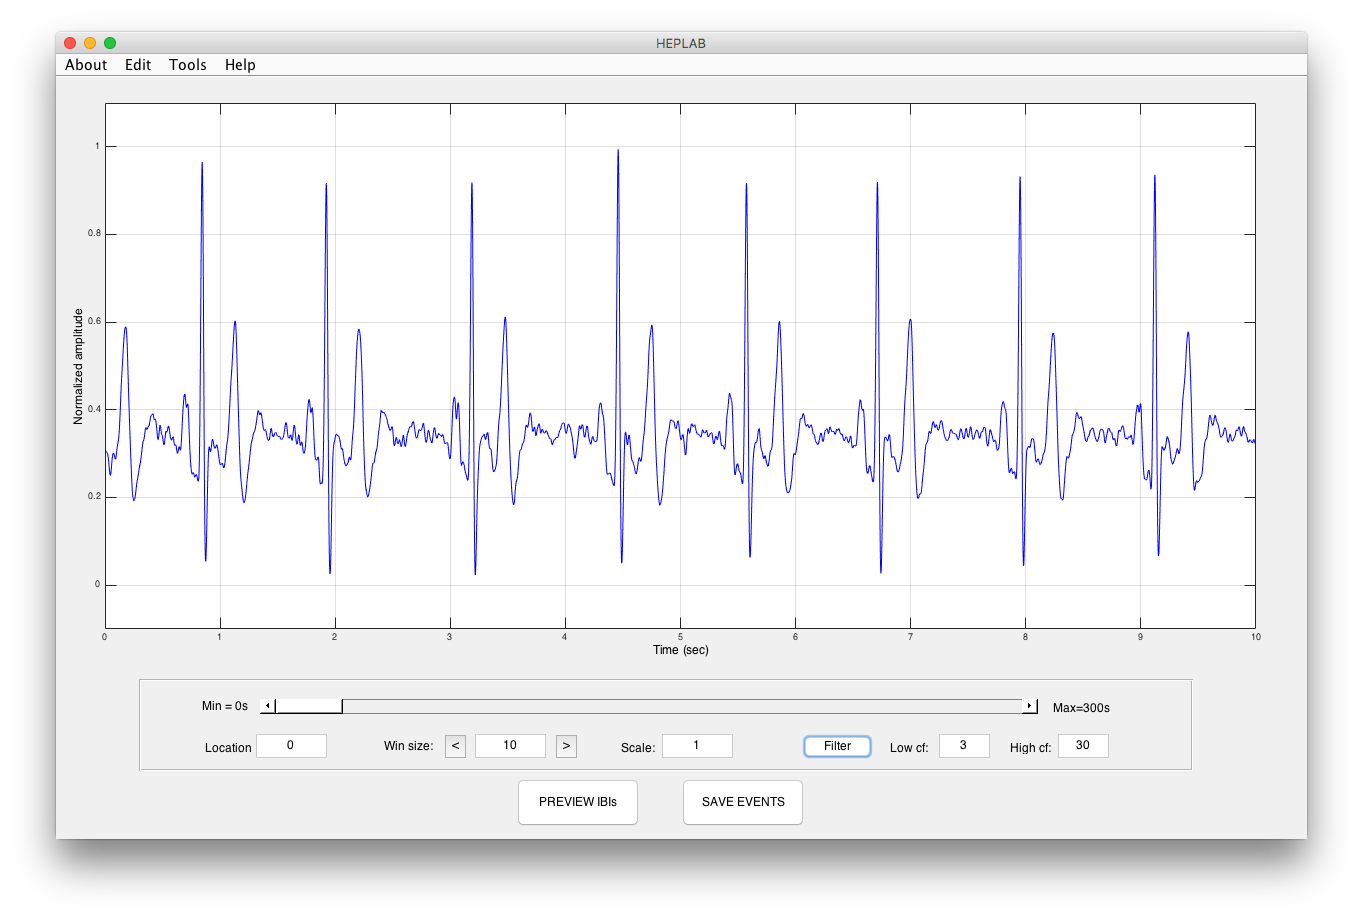 HEPLAB
About Edit Tools Help
1
0.8
0.6
0.4
0.2
0
Normalized amplitude
0 1 2 3 4 5 6 7 8 9 10
Time (sec)
Min = 0s Max=300s
Location 0 Win size: < 10 > Scale: 1 Filter Low cf: 3 High cf: 30
PREVIEW IBIs SAVE EVENTS